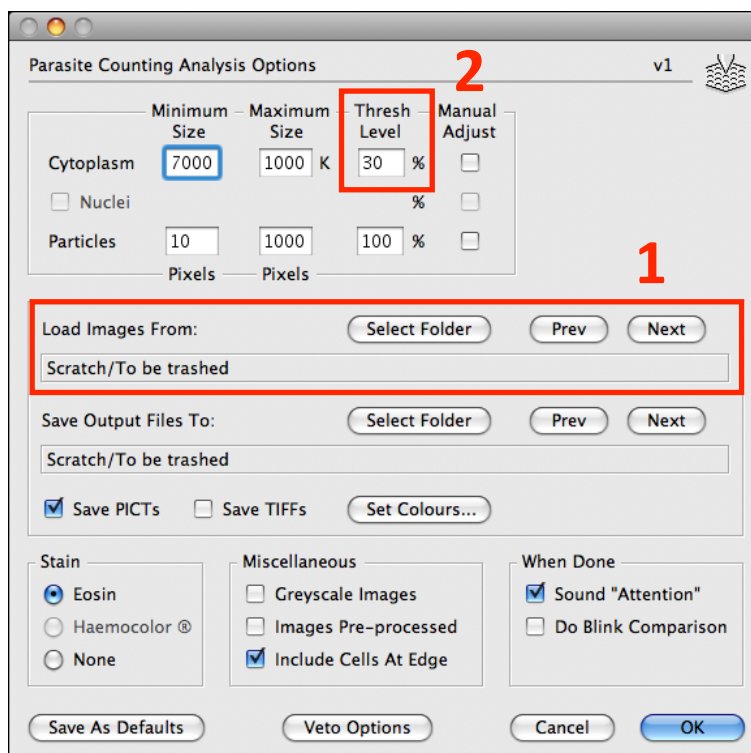 Parasite Counting Analysis Options v1
2
Minimum Maximum Thresh Manual
Size Size Level Adjust
Cytoplasm 7000 1000 K 30 %
Nuclei %
Particles 10 1000 100 %
Pixels Pixels
1
Load Images From: Select Folder Prev Next
Scratch/To be trashed
Save Output Files To: Select Folder Prev Next
Scratch/To be trashed
Save PICTs Save TIFFs Set Colours...
Stain Miscellaneous When Done
Eosin Greyscale Images Sound "Attention"
Haemocolor ® Images Pre-processed Do Blink Comparison
None Include Cells At Edge
Save As Defaults Veto Options Cancel OK